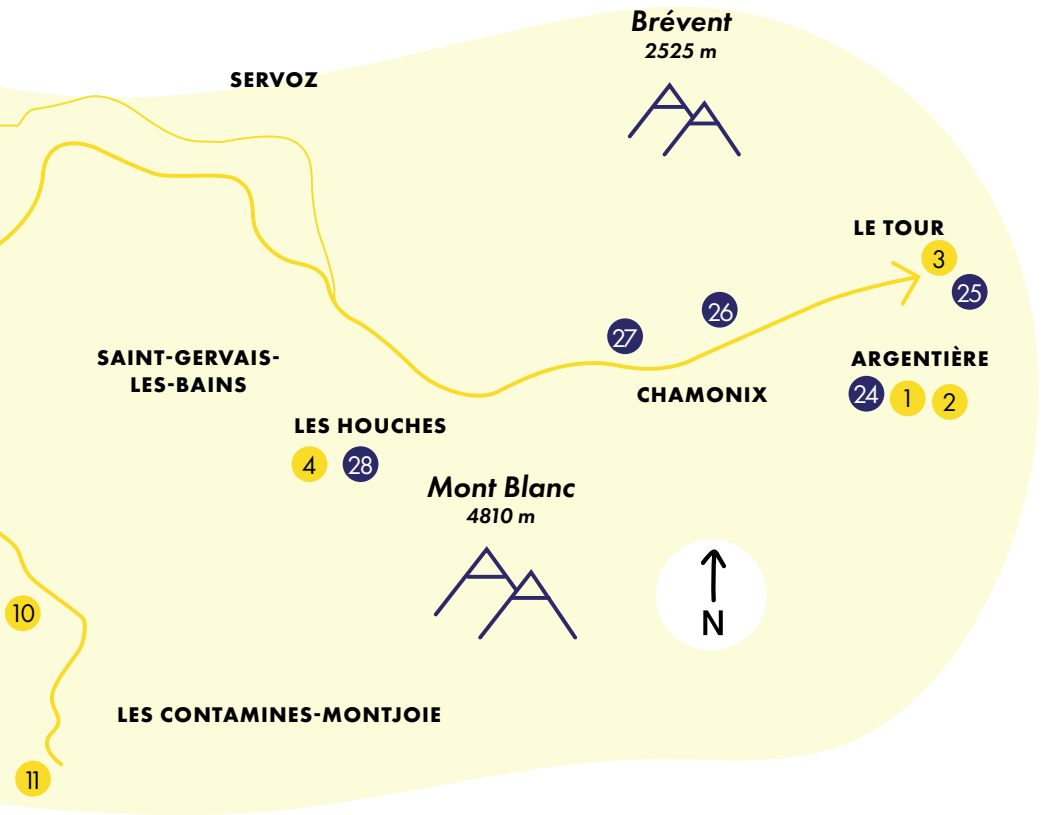 Brévent
2525 m
SERVOZ
LE TOUR
3
25
26
27
SAINT-GERVAIS-
LES-BAINS
ARGENTIÈRE
24 1 2
CHAMONIX
LES HOUCHES
4 28
Mont Blanc
4810 m
N
10
LES CONTAMINES-MONTJOIE
11